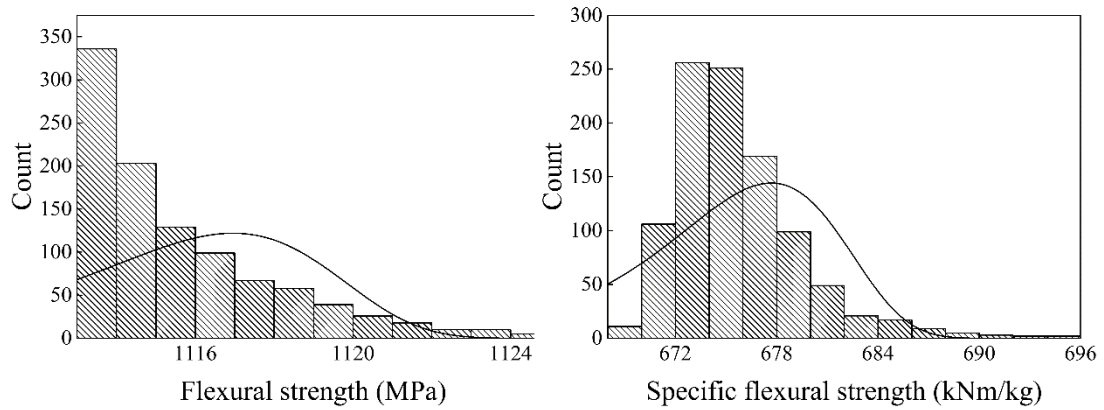 350
300
250
200
150
100
50
0
Count
1116 1120 1124
Flexural strength (MPa)
300
250
200
150
100
50
0
Count
672 678 684 690 696
Specific flexural strength (kNm/kg)